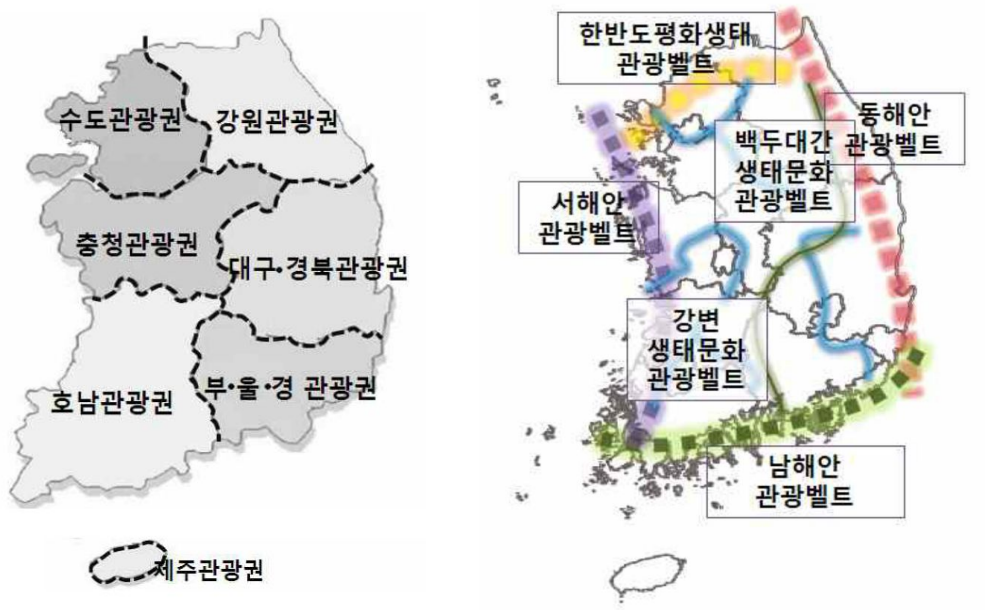 수도관광권
강원관광권
충청관광권
대구·경북관광권
호남관광권
부·울·경 관광권
제주관광권
한반도평화생태
관광벨트
동해안
관광벨트
백두대간
생태문화
관광벨트
서해안
관광벨트
강변
생태문화
관광벨트
남해안
관광벨트